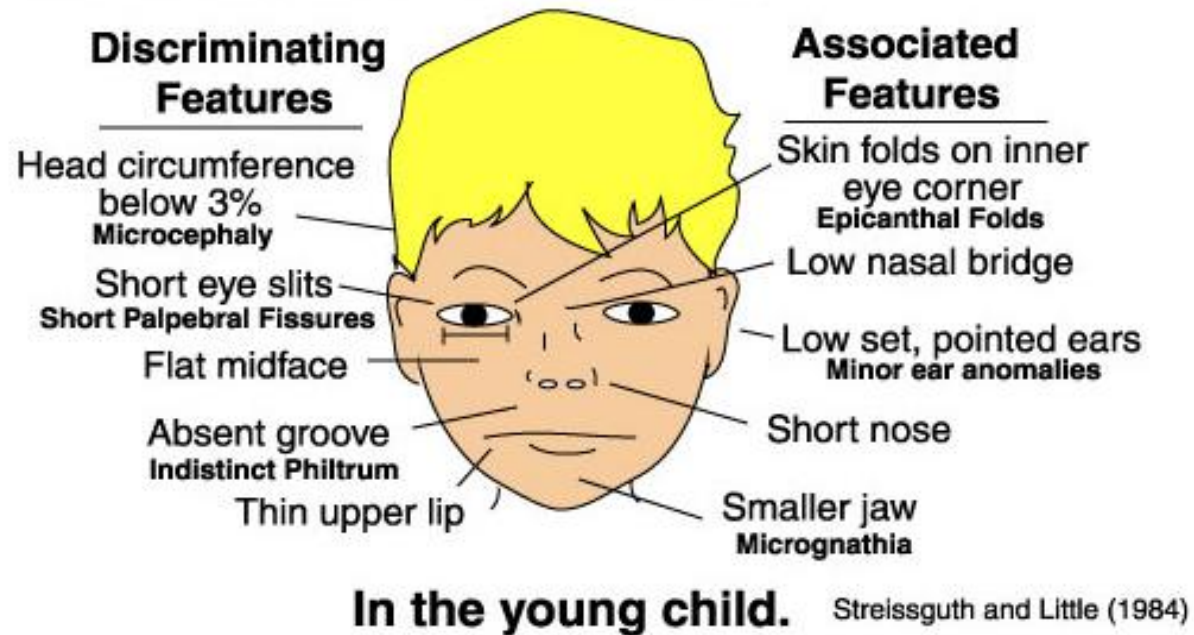 Discriminating
Features
Head circumference
below 3%
Microcephaly
Short eye slits
Short Palpebral Fissures
Flat midface
Absent groove
Indistinct Philtrum
Thin upper lip
Associated
Features
Skin folds on inner
eye corner
Epicanthal Folds
Low nasal bridge
Low set, pointed ears
Minor ear anomalies
Short nose
Smaller jaw
Micrognathia
In the young child.
Streissguth and Little (1984)